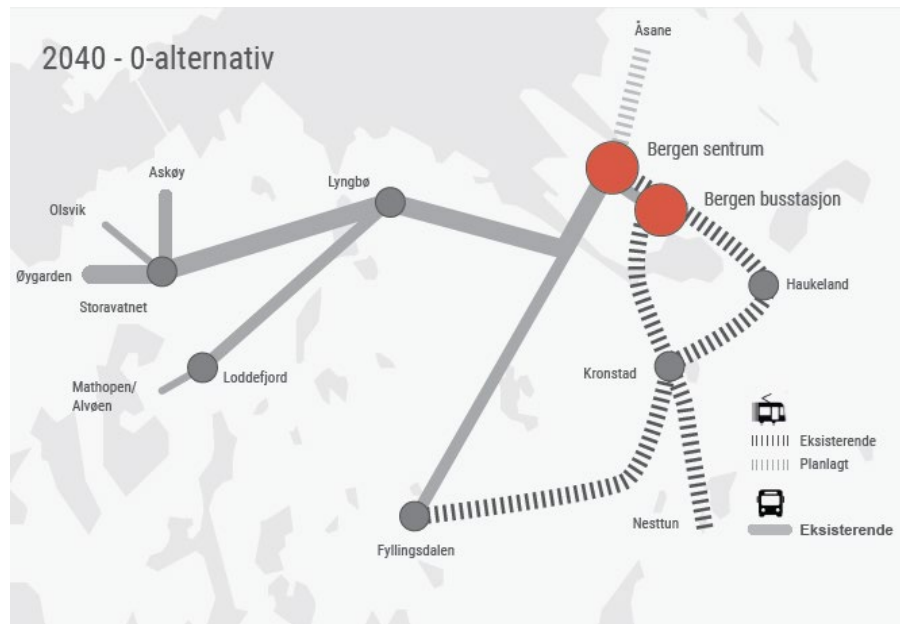 2040 - 0-alternativ
Åsane
Bergen sentrum
Bergen busstasjon
Lyngbø
Askøy
Olsvik
Øygarden
Storavatnet
Haukeland
Loddefjord
Kronstad
Mathopen/
Alvøen
Eksisterende
Planlagt
Nesttun
Eksisterende
Fyllingsdalen